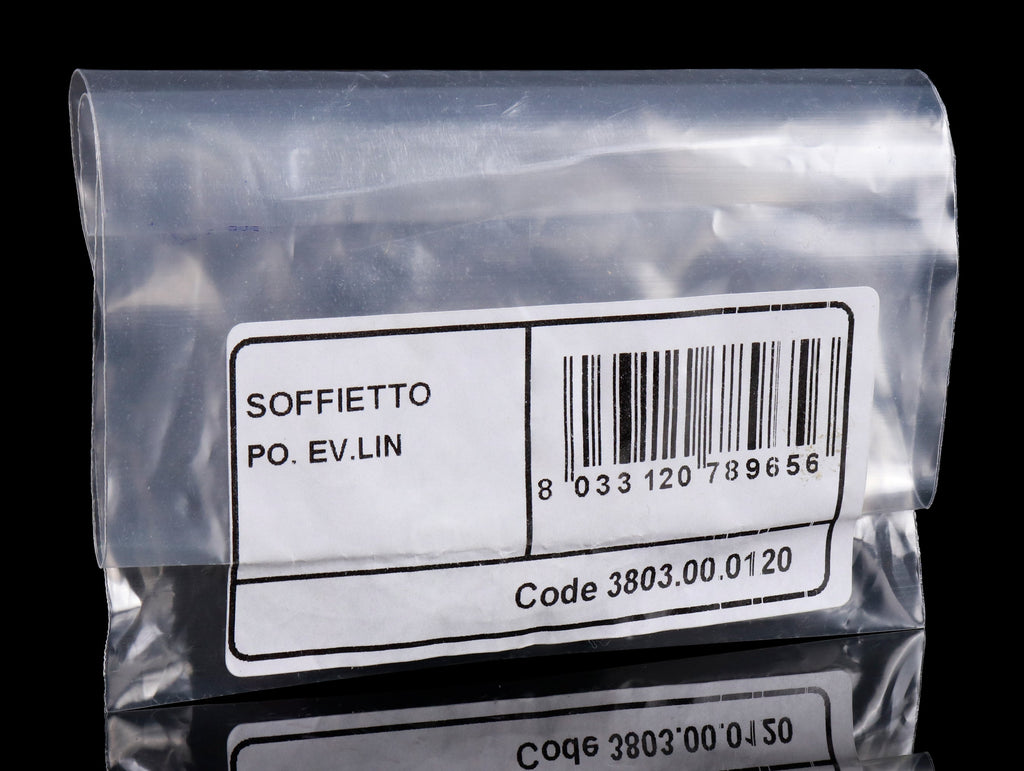 SOFFIETTO
PO. EV.LIN
8 033120 789656
Code 3803.00.0120